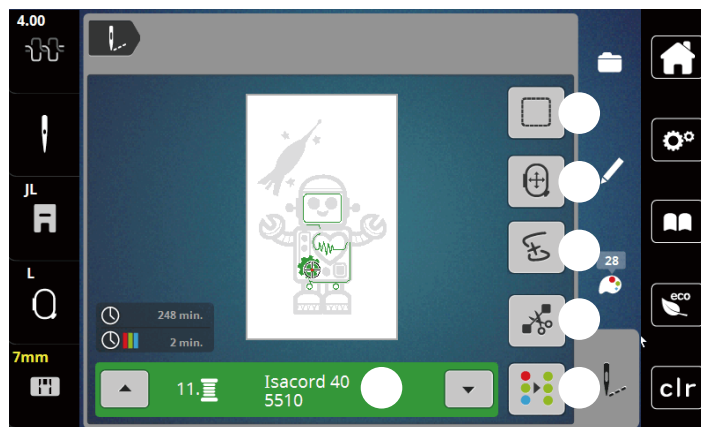 4.00
JL
L
7mm
248 min.
2 min.
11.
Isacord 40
5510
28
eco
clr